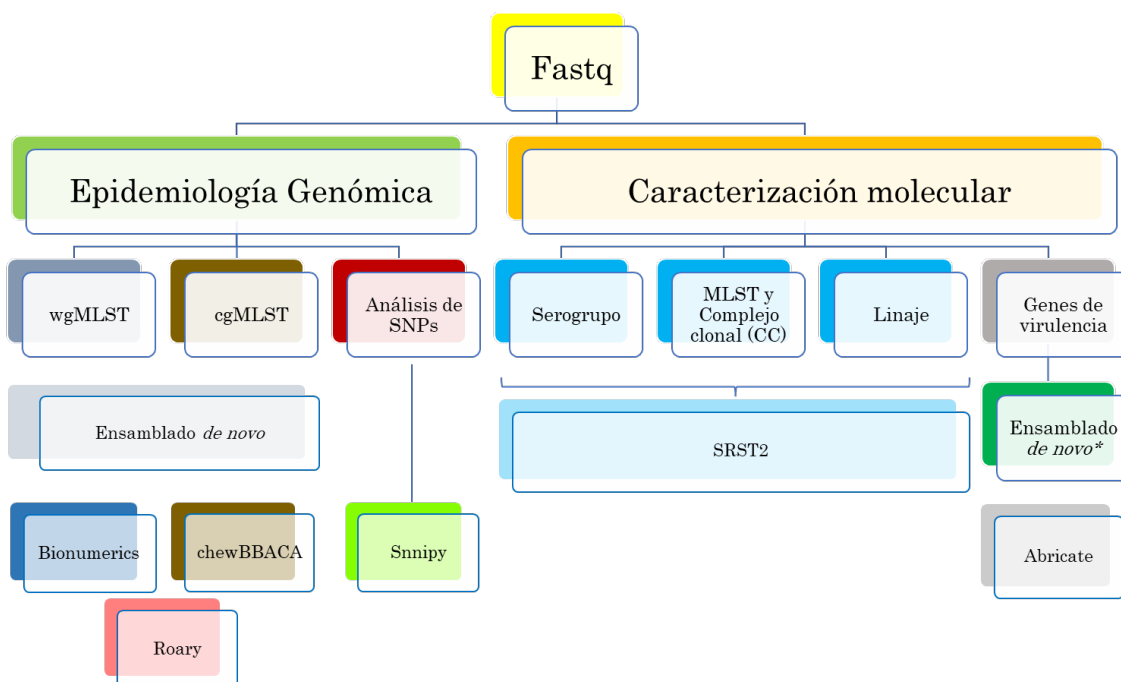 Fastq
Epidemiología Genómica
Caracterización molecular
wgMLST
cgMLST
Análisis de
SNPs
Serogrupo
MLST y
Complejo
clonal (CC)
Linaje
Genes de
virulencia
Ensamblado de novo
SRST2
Ensamblado
de novo*
Bionumerics
chewBBACA
Snnipy
Abricate
Roary